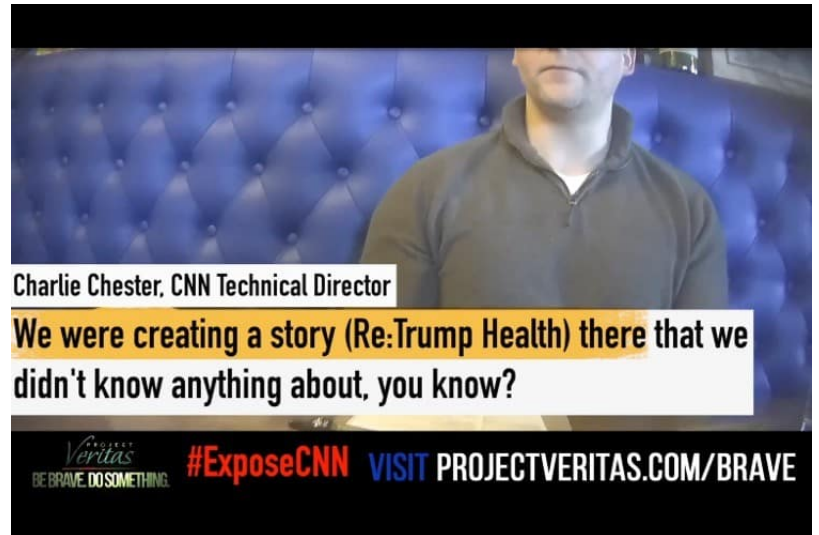 Charlie Chester, CNN Technical Director
We were creating a story (Re:Trump Health) there that we
didn't know anything about, you know?
PROJECT
Veritas
BE BRAVE. DO SOMETHING.
#ExposeCNN
VISIT PROJECTVERITAS.COM/BRAVE